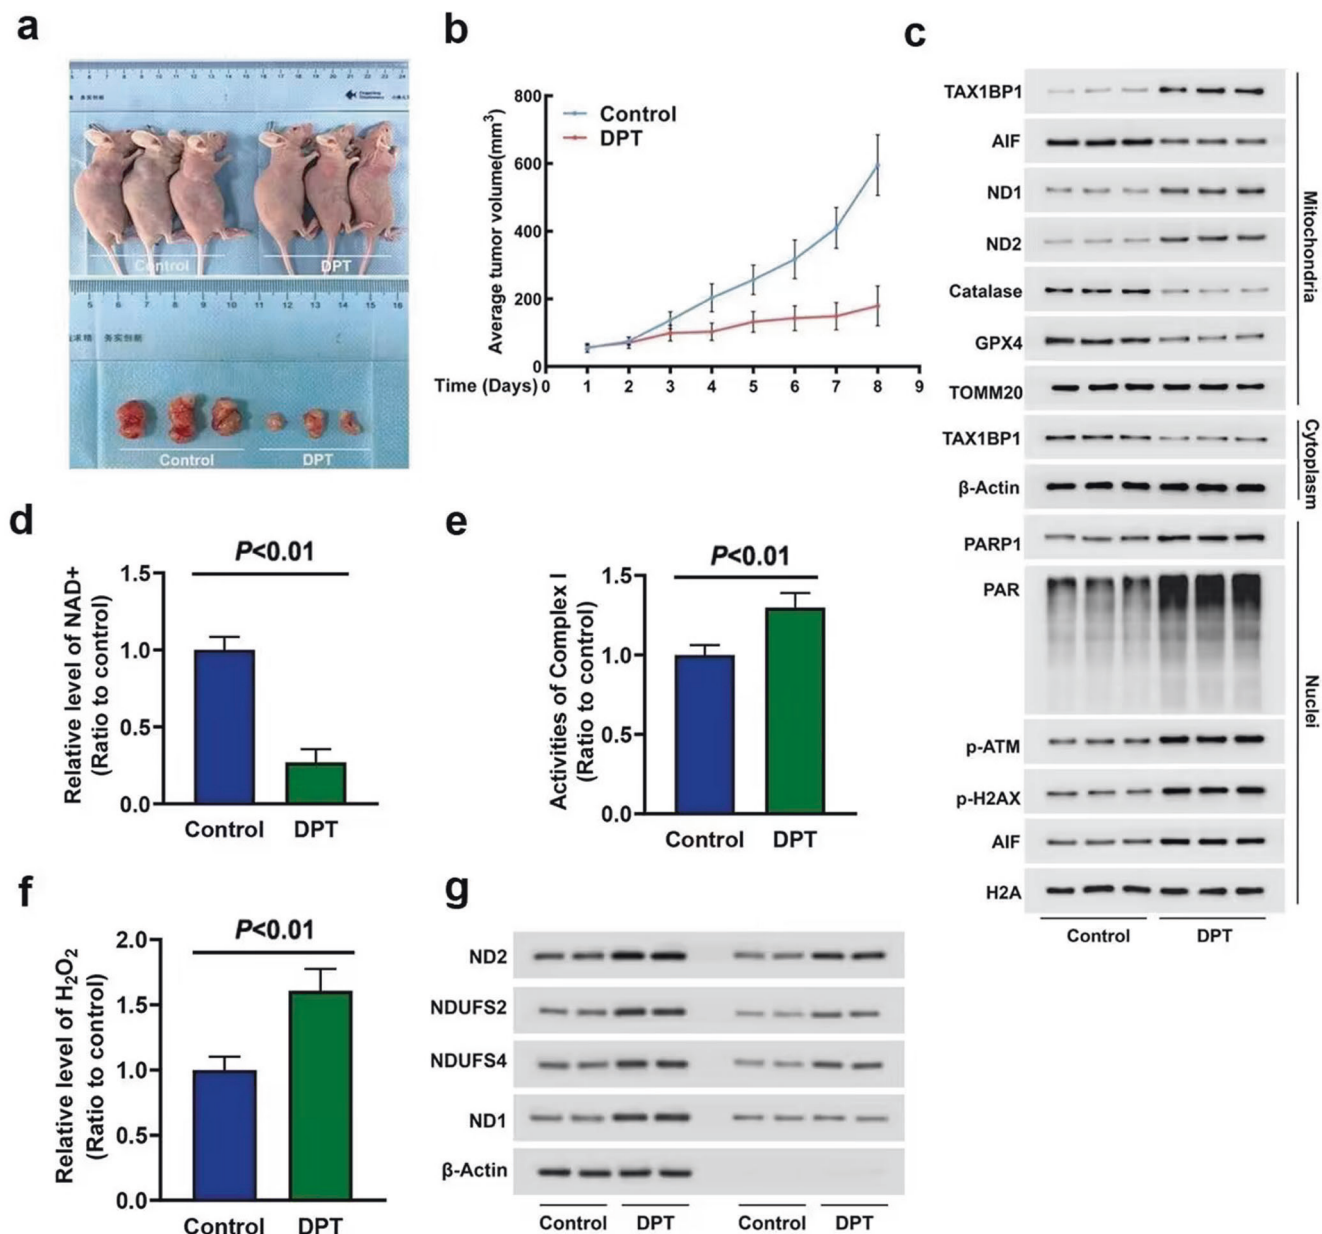 a
Control
DPT
Control
DPT
b
Average tumor volume(mm³)
800
600
400
200
0
Control
DPT
Time (Days) 0 1 2 3 4 5 6 7 8 9
c
TAX1BP1
AIF
ND1
ND2
Catalase
GPX4
TOMM20
Mitochondria
TAX1BP1
β-Actin
Cytoplasm
PARP1
PAR
p-ATM
p-H2AX
AIF
H2A
Nuclei
Control DPT
d
P<0.01
Relative level of NAD+
(Ratio to control)
1.5
1.0
0.5
0.0
Control DPT
e
P<0.01
Activities of Complex I
(Ratio to control)
1.5
1.0
0.5
0.0
Control DPT
f
P<0.01
Relative level of H₂O₂
(Ratio to control)
2.0
1.5
1.0
0.5
0.0
Control DPT
g
ND2
NDUFS2
NDUFS4
ND1
β-Actin
Control DPT Control DPT